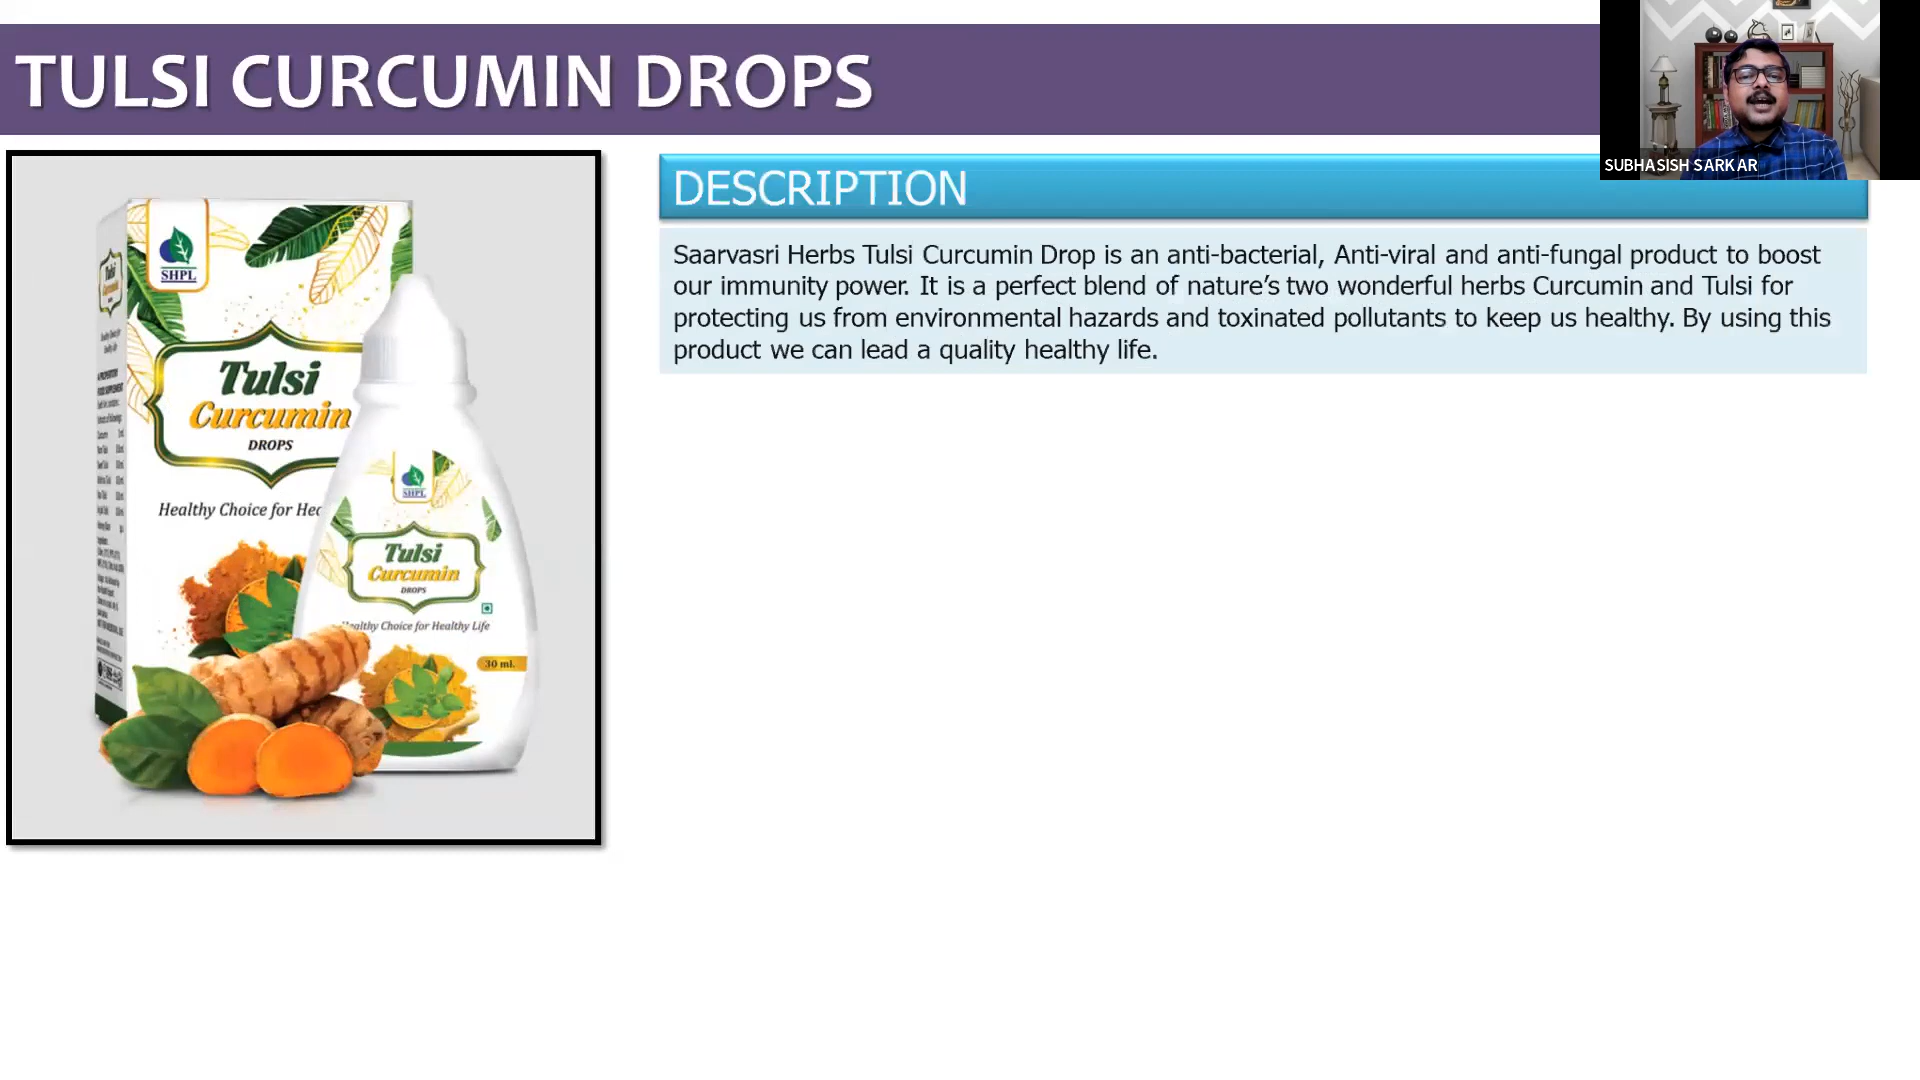 TULSI CURCUMIN DROPS
SUBHASISH SARKAR
DESCRIPTION
Saarvasri Herbs Tulsi Curcumin Drop is an anti-bacterial, Anti-viral and anti-fungal product to boost
our immunity power. It is a perfect blend of nature’s two wonderful herbs Curcumin and Tulsi for
protecting us from environmental hazards and toxinated pollutants to keep us healthy. By using this
product we can lead a quality healthy life.
SHPL
Tulsi
Curcumin
DROPS
Healthy Choice for
SHPL
Tulsi
Curcumin
DROPS
Healthy Choice for Healthy Life
30 ml.